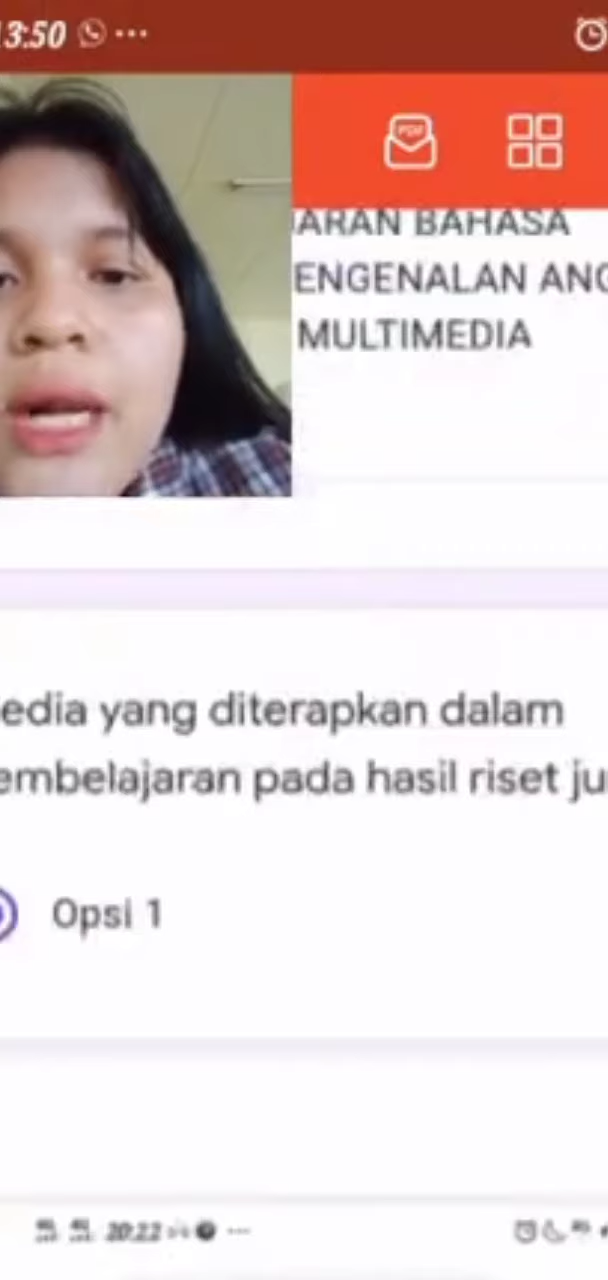 3:50 ...
PDF
ARAN BAHASA
ENGENALAN ANG
MULTIMEDIA
edia yang diterapkan dalam
embelajaran pada hasil riset ju
Opsi 1
20:22 ...